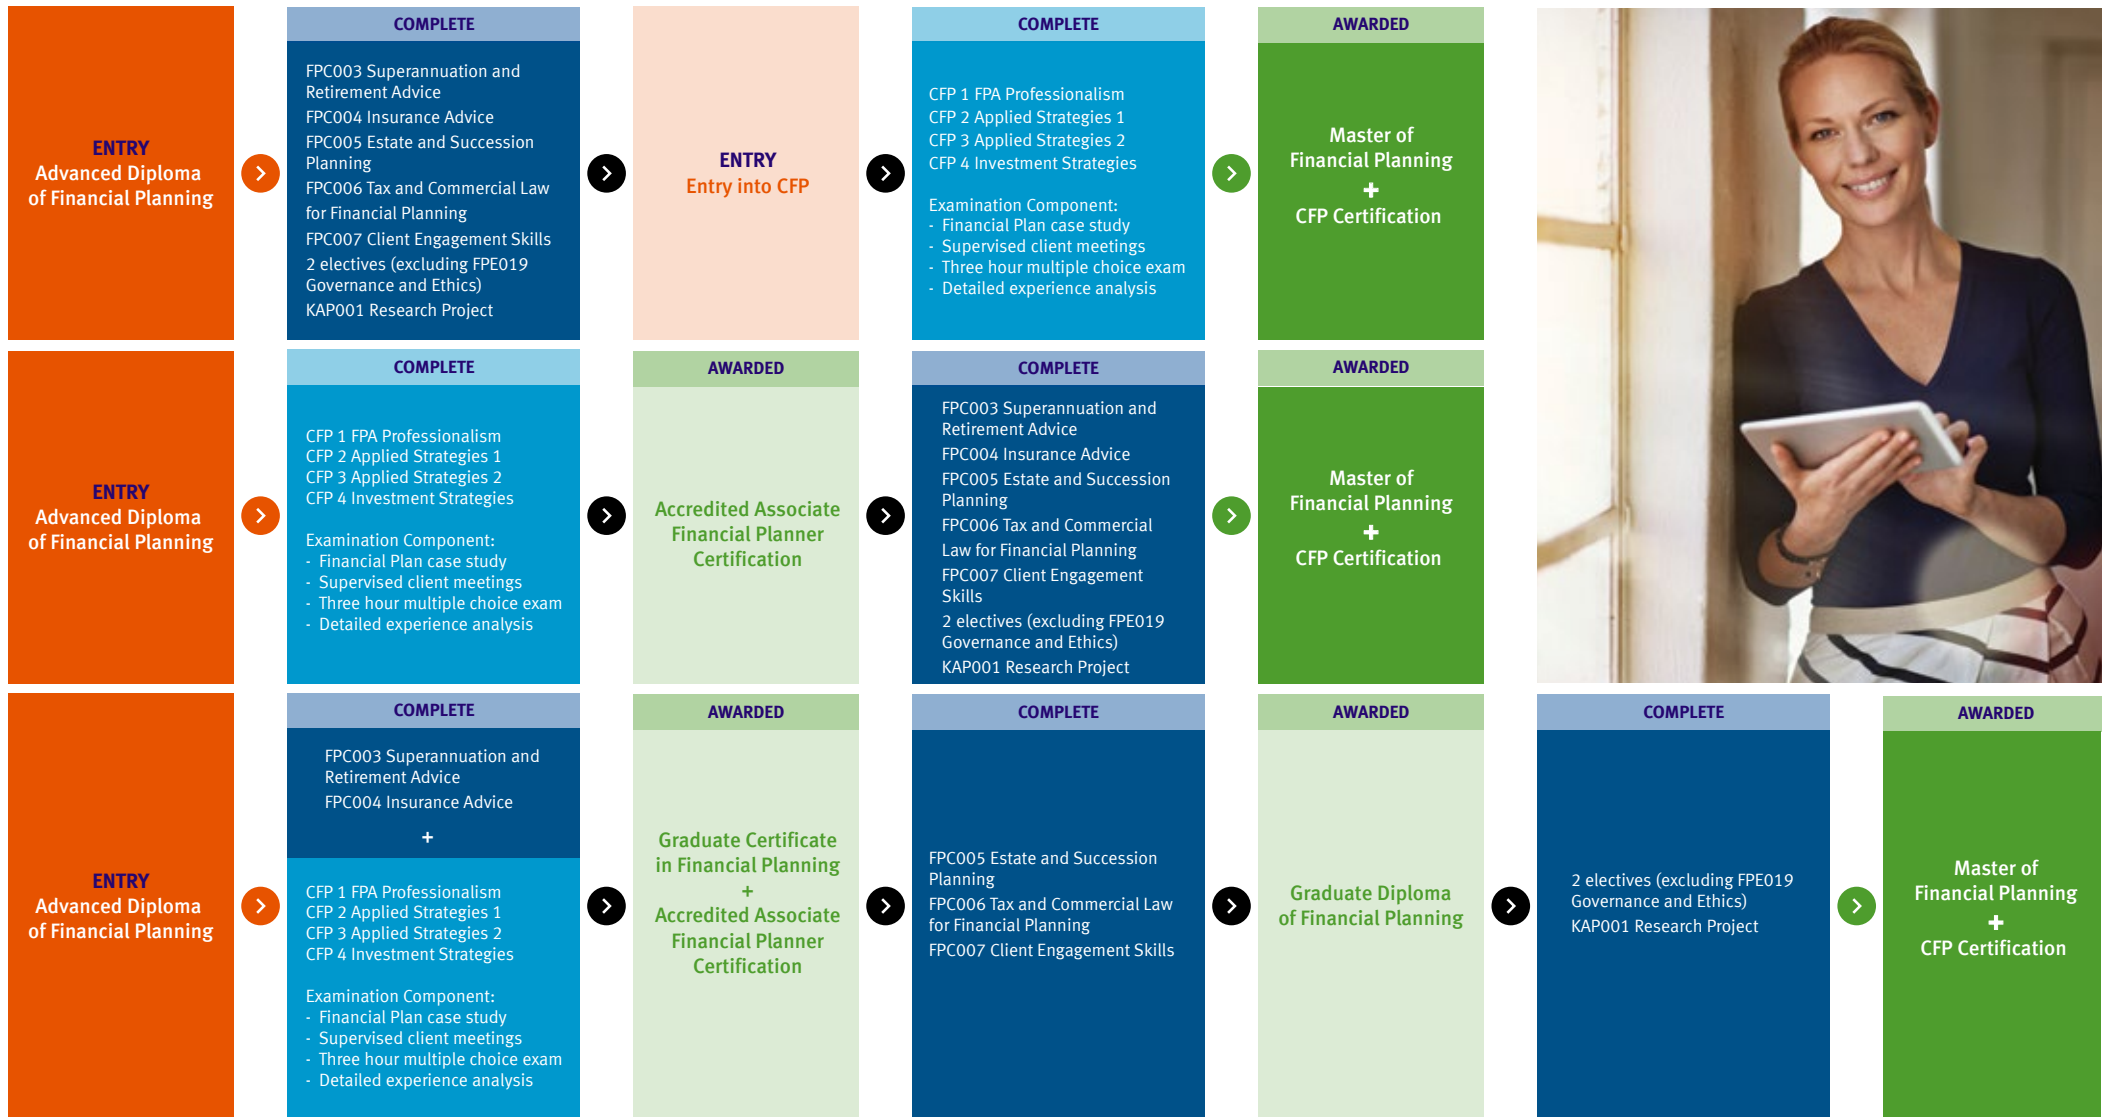 ENTRY
Advanced Diploma
of Financial Planning
COMPLETE
FPC003 Superannuation and
Retirement Advice
FPC004 Insurance Advice
FPC005 Estate and Succession
Planning
FPC006 Tax and Commercial Law
for Financial Planning
FPC007 Client Engagement Skills
2 electives (excluding FPE019
Governance and Ethics)
KAP001 Research Project
ENTRY
Entry into CFP
COMPLETE
CFP 1 FPA Professionalism
CFP 2 Applied Strategies 1
CFP 3 Applied Strategies 2
CFP 4 Investment Strategies
Examination Component:
- Financial Plan case study
- Supervised client meetings
- Three hour multiple choice exam
- Detailed experience analysis
AWARDED
Master of
Financial Planning
+
CFP Certification
ENTRY
Advanced Diploma
of Financial Planning
COMPLETE
CFP 1 FPA Professionalism
CFP 2 Applied Strategies 1
CFP 3 Applied Strategies 2
CFP 4 Investment Strategies
Examination Component:
- Financial Plan case study
- Supervised client meetings
- Three hour multiple choice exam
- Detailed experience analysis
AWARDED
Accredited Associate
Financial Planner
Certification
COMPLETE
FPC003 Superannuation and
Retirement Advice
FPC004 Insurance Advice
FPC005 Estate and Succession
Planning
FPC006 Tax and Commercial
Law for Financial Planning
FPC007 Client Engagement
Skills
2 electives (excluding FPE019
Governance and Ethics)
KAP001 Research Project
AWARDED
Master of
Financial Planning
+
CFP Certification
ENTRY
Advanced Diploma
of Financial Planning
COMPLETE
FPC003 Superannuation and
Retirement Advice
FPC004 Insurance Advice
+
CFP 1 FPA Professionalism
CFP 2 Applied Strategies 1
CFP 3 Applied Strategies 2
CFP 4 Investment Strategies
Examination Component:
- Financial Plan case study
- Supervised client meetings
- Three hour multiple choice exam
- Detailed experience analysis
AWARDED
Graduate Certificate
in Financial Planning
+
Accredited Associate
Financial Planner
Certification
COMPLETE
FPC005 Estate and Succession
Planning
FPC006 Tax and Commercial Law
for Financial Planning
FPC007 Client Engagement Skills
AWARDED
Graduate Diploma
of Financial Planning
COMPLETE
2 electives (excluding FPE019
Governance and Ethics)
KAP001 Research Project
AWARDED
Master of
Financial Planning
+
CFP Certification